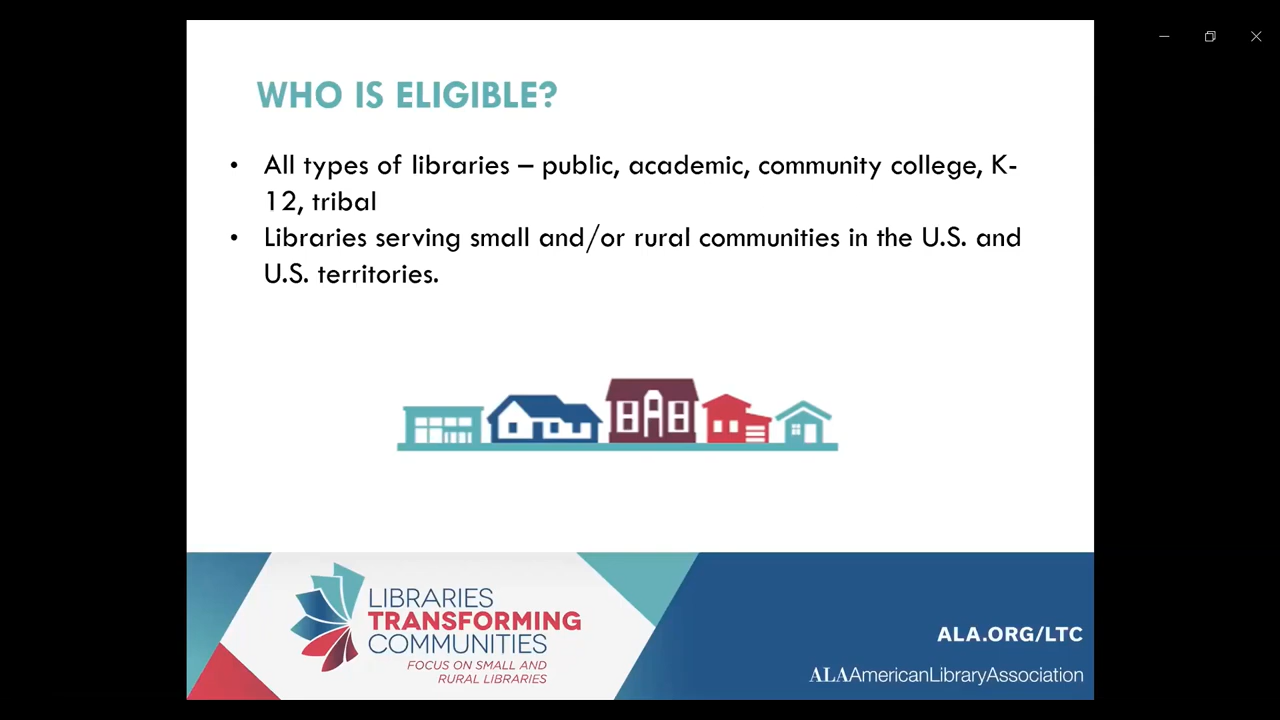 WHO IS ELIGIBLE?
• All types of libraries – public, academic, community college, K-
12, tribal
• Libraries serving small and/or rural communities in the U.S. and
U.S. territories.
LIBRARIES
TRANSFORMING
COMMUNITIES
FOCUS ON SMALL AND
RURAL LIBRARIES
ALA.ORG/LTC
ALAAmericanLibraryAssociation